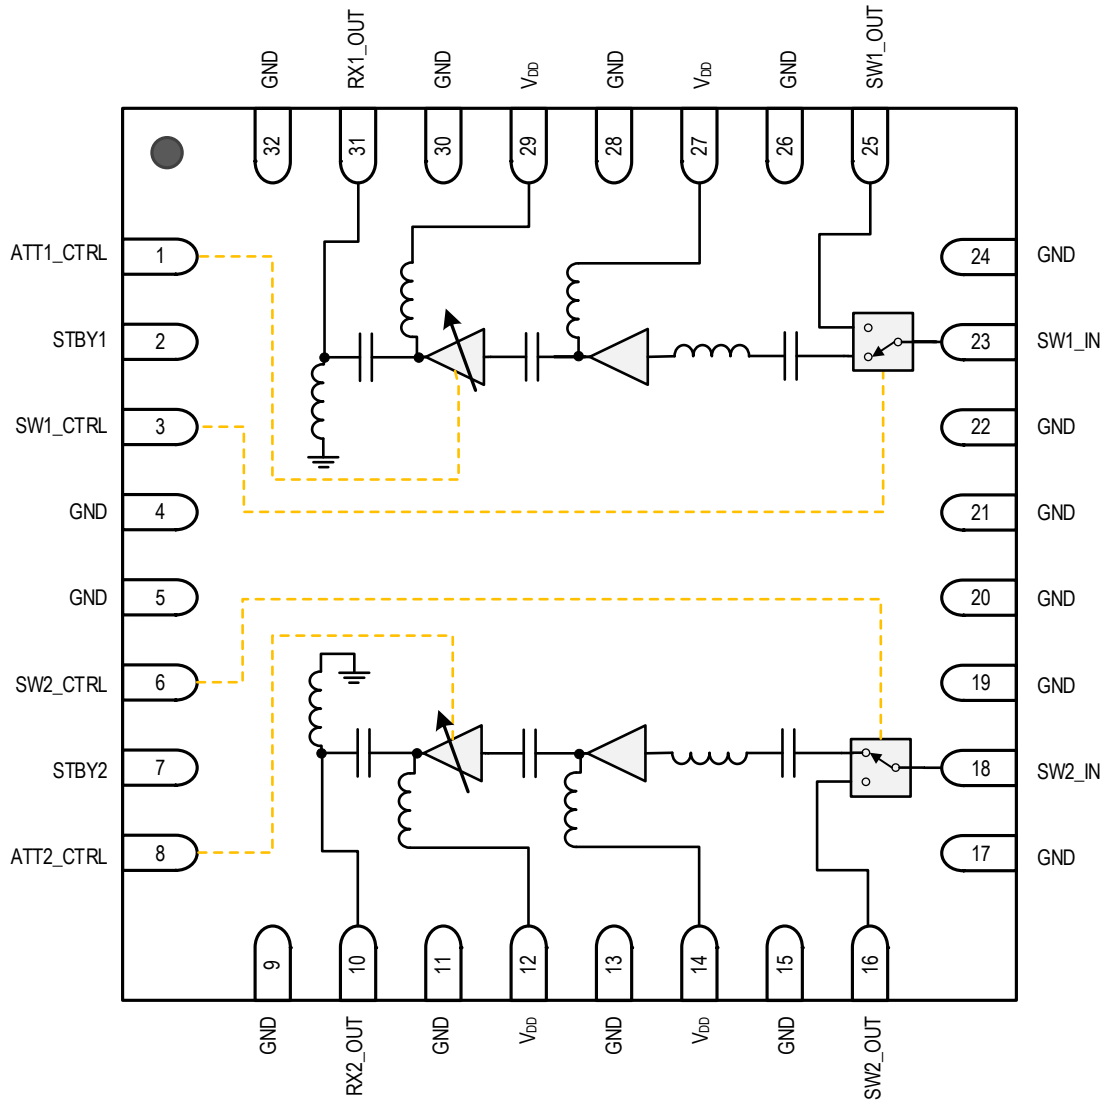 GND
RX1_OUT
GND
VDD
GND
VDD
GND
SW1_OUT
32
31
30
29
28
27
26
25
ATT1_CTRL
1
24
GND
STBY1
2
23
SW1_IN
SW1_CTRL
3
22
GND
GND
4
21
GND
GND
5
20
GND
SW2_CTRL
6
19
GND
STBY2
7
18
SW2_IN
ATT2_CTRL
8
17
GND
9
10
11
12
13
14
15
16
GND
RX2_OUT
GND
VDD
GND
VDD
GND
SW2_OUT